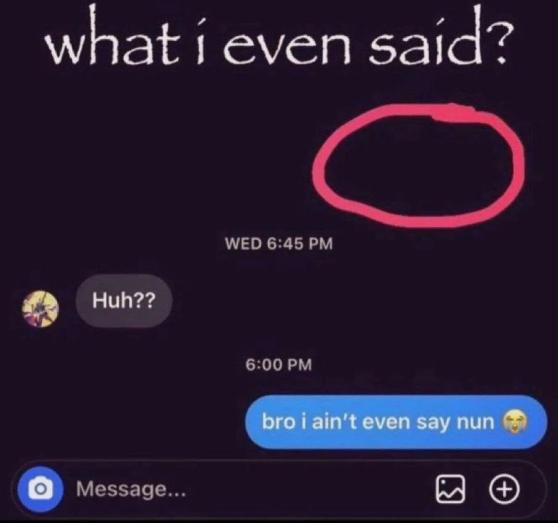 what i even said?
WED 6:45 PM
Huh??
6:00 PM
bro i ain't even say nun 😭
Message...